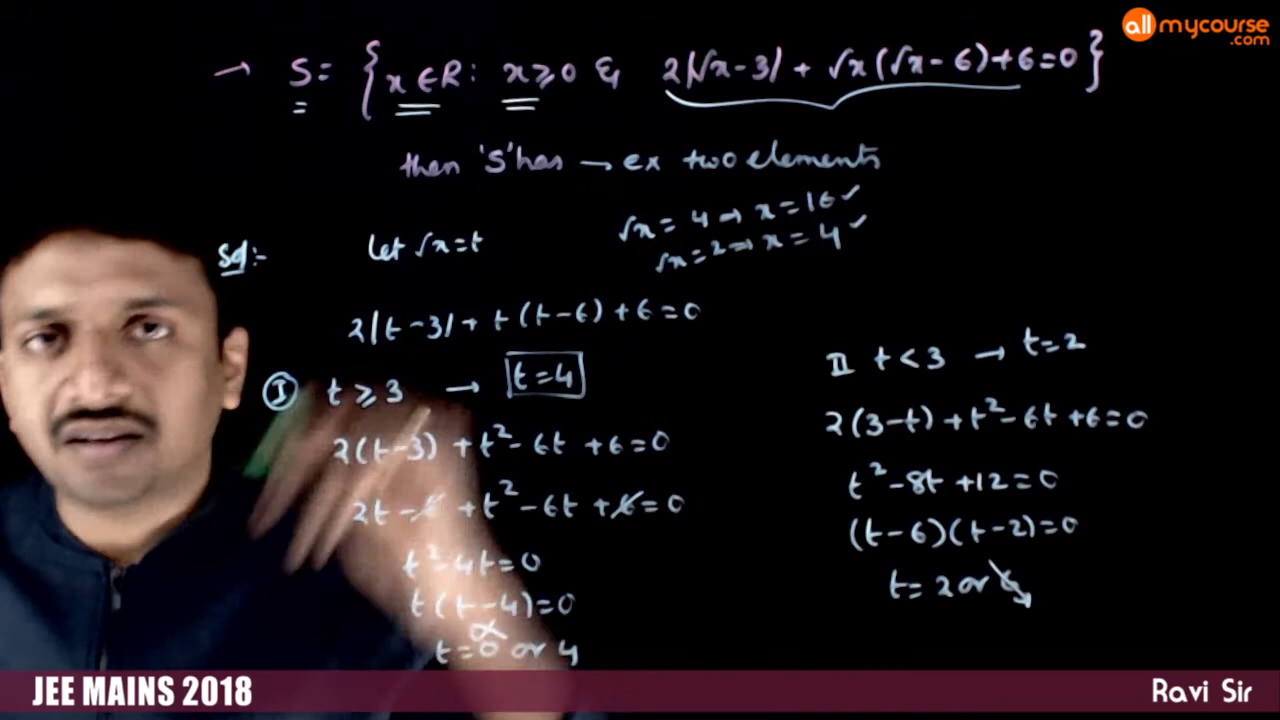 allmycourse.com
→ S = {x ∈ R : x ≥ 0 & 2|√x - 3| + √x(√x - 6) + 6 = 0}
then 'S' has → ex two elements
√x = 4 ⇒ x = 16 ✓
√x = 2 ⇒ x = 4 ✓
Sol:- Let √x = t
2|t - 3| + t(t - 6) + 6 = 0
I t ≥ 3 → t = 4
2(t - 3) + t² - 6t + 6 = 0
2t - 6 + t² - 6t + 6 = 0
t² - 4t = 0
t(t - 4) = 0
t = 0 or 4
II t < 3 → t = 2
2(3 - t) + t² - 6t + 6 = 0
t² - 8t + 12 = 0
(t - 6)(t - 2) = 0
t = 2 or 6
JEE MAINS 2018
Ravi Sir